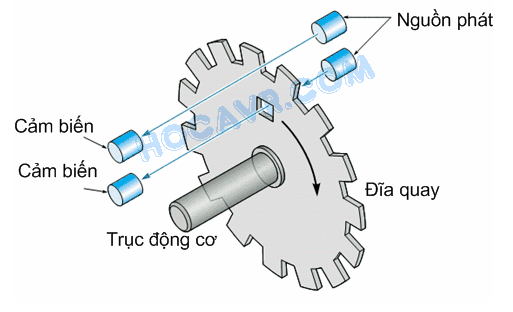 Nguồn phát
HOCAVR.COM
Cảm biến
Cảm biến
Đĩa quay
Trục động cơ